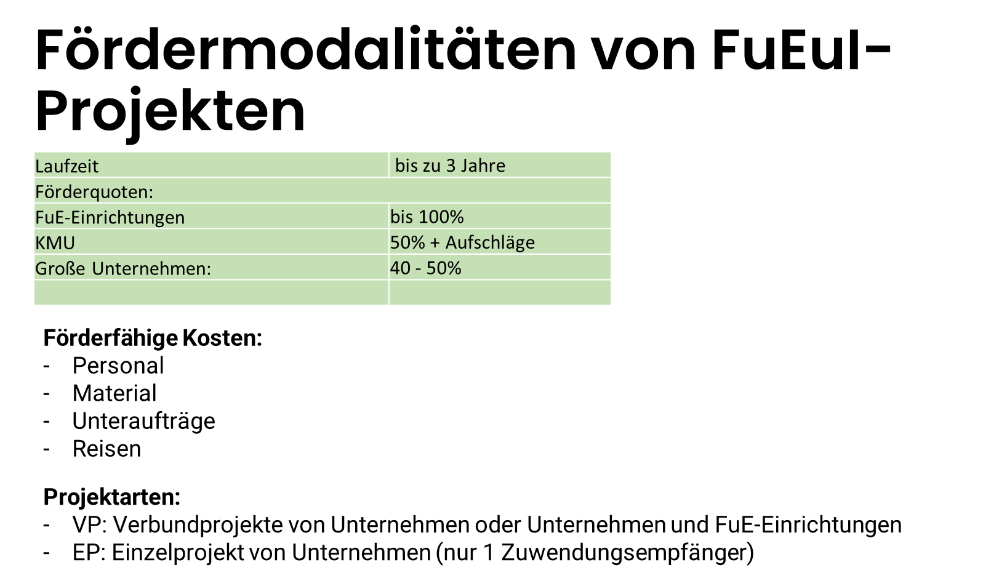 Fördermodalitäten von FuEuI-
Projekten
Laufzeit bis zu 3 Jahre
Förderquoten:
FuE-Einrichtungen bis 100%
KMU 50% + Aufschläge
Große Unternehmen: 40 - 50%
Förderfähige Kosten:
- Personal
- Material
- Unteraufträge
- Reisen
Projektarten:
- VP: Verbundprojekte von Unternehmen oder Unternehmen und FuE-Einrichtungen
- EP: Einzelprojekt von Unternehmen (nur 1 Zuwendungsempfänger)